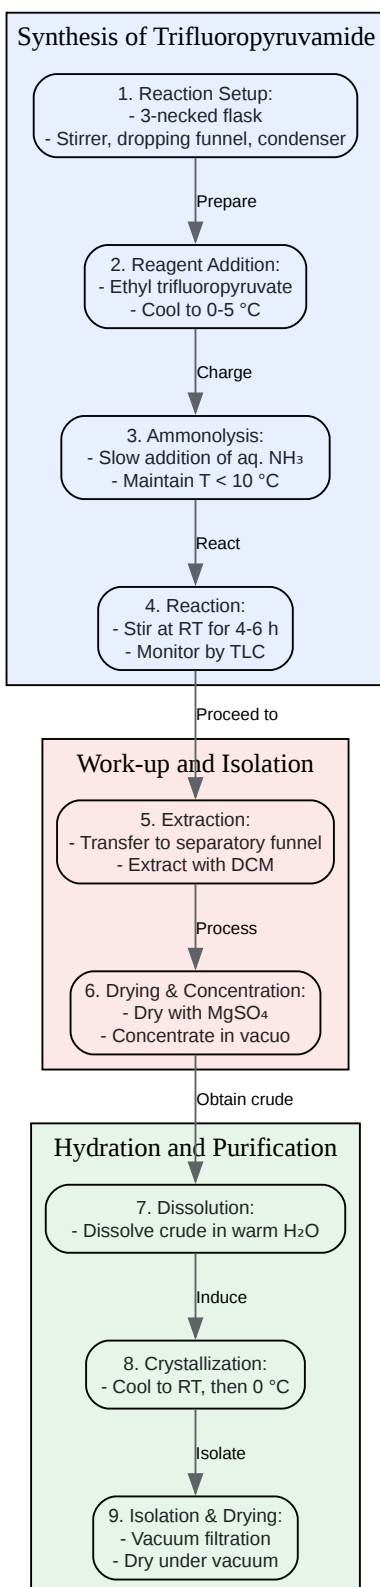 Synthesis of Trifluoropyruvamide
1. Reaction Setup:
- 3-necked flask
- Stirrer, dropping funnel, condenser
Prepare
2. Reagent Addition:
- Ethyl trifluoropyruvate
- Cool to 0-5 °C
Charge
3. Ammonolysis:
- Slow addition of aq. NH₃
- Maintain T < 10 °C
React
4. Reaction:
- Stir at RT for 4-6 h
- Monitor by TLC
Proceed to
Work-up and Isolation
5. Extraction:
- Transfer to separatory funnel
- Extract with DCM
Process
6. Drying & Concentration:
- Dry with MgSO₄
- Concentrate in vacuo
Obtain crude
Hydration and Purification
7. Dissolution:
- Dissolve crude in warm H₂O
Induce
8. Crystallization:
- Cool to RT, then 0 °C
Isolate
9. Isolation & Drying:
- Vacuum filtration
- Dry under vacuum